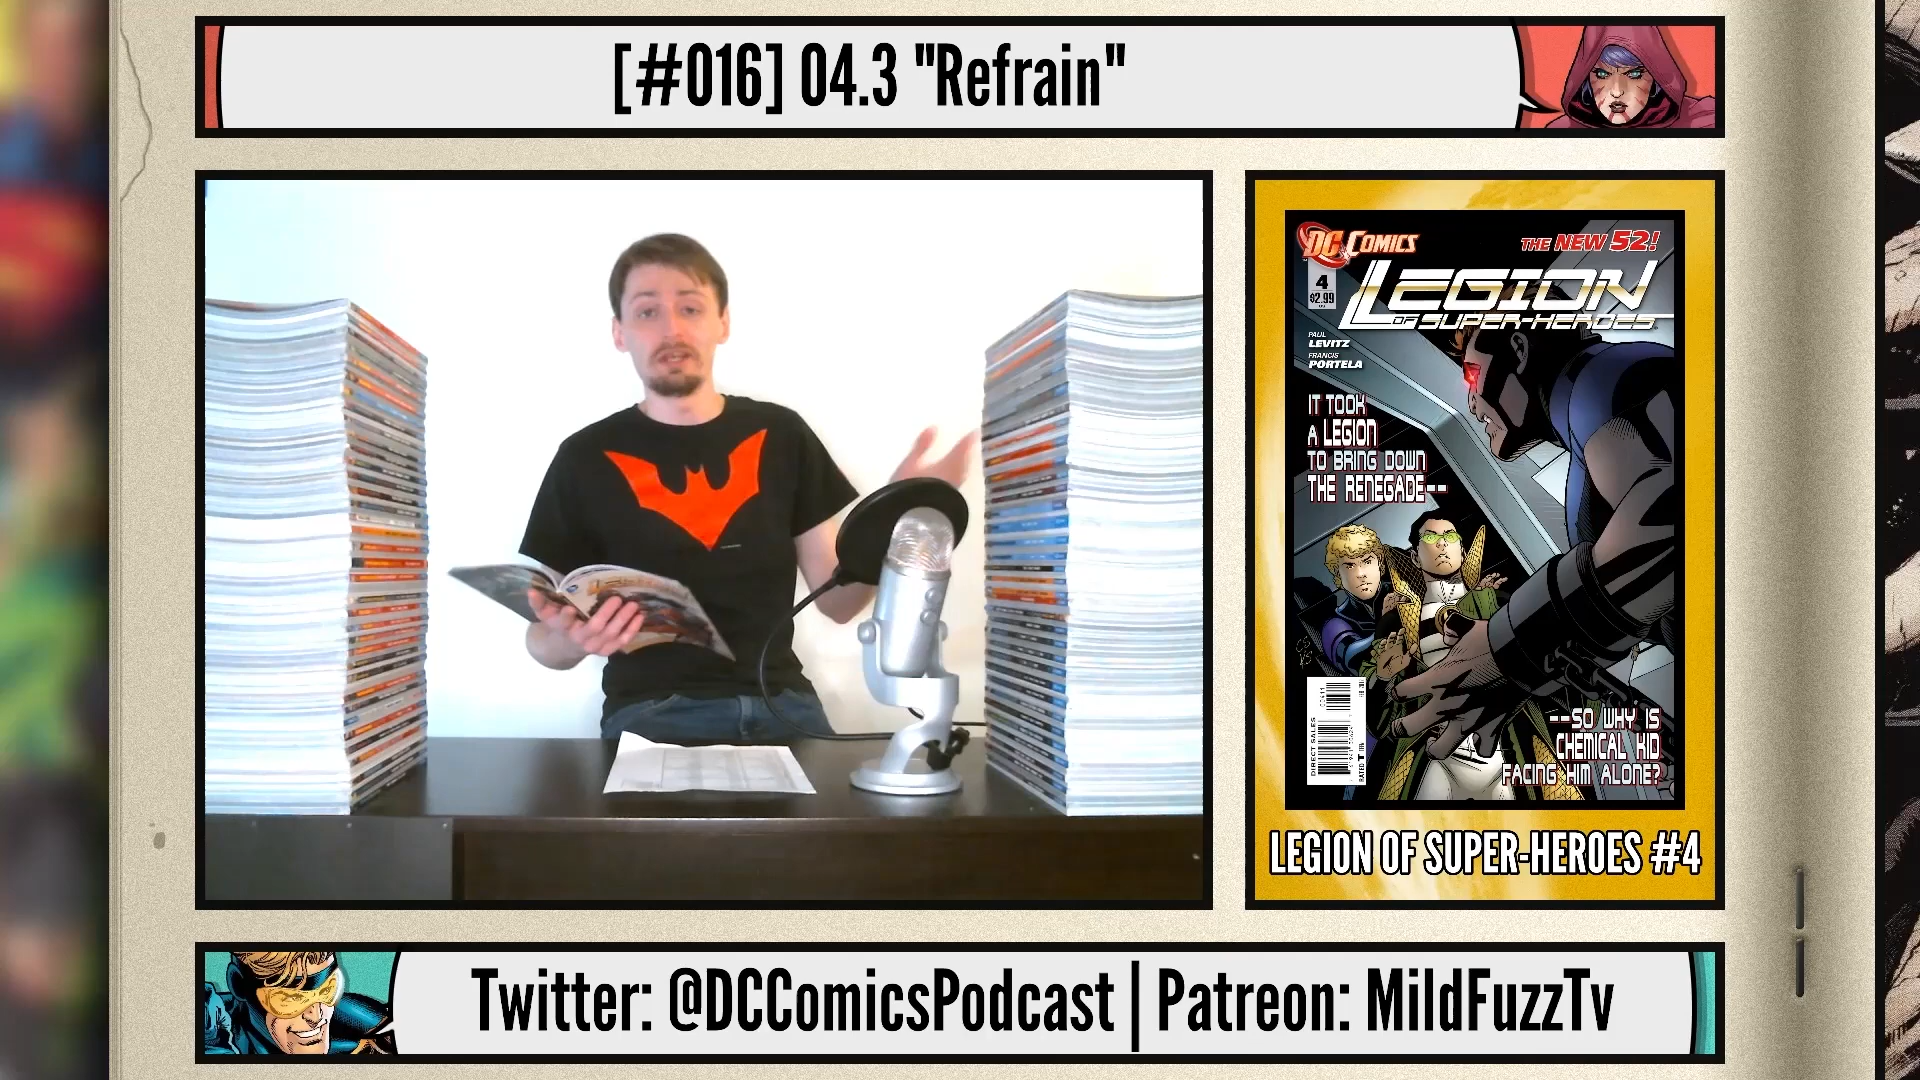 [#016] 04.3 "Refrain"
DC COMICS
THE NEW 52!
4
$2.99
LEGION
OF SUPER-HEROES
PAUL
LEVITZ
FRANCIS
PORTELA
IT TOOK
A LEGION
TO BRING DOWN
THE RENEGADE--
--SO WHY IS
CHEMICAL KID
FACING HIM ALONE?
DIRECT SALES
LEGION OF SUPER-HEROES #4
Twitter: @DCComicsPodcast | Patreon: MildFuzzTv